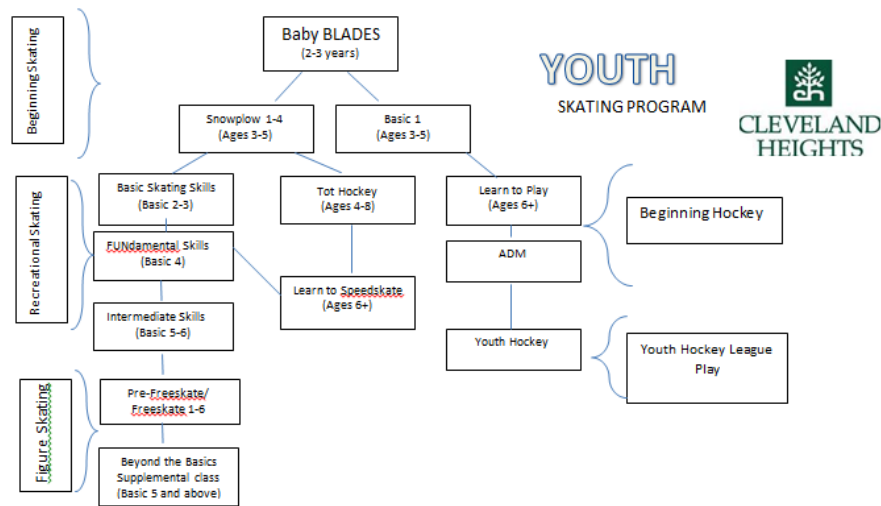 Beginning Skating
Baby BLADES
(2-3 years)
YOUTH
SKATING PROGRAM
CLEVELAND
HEIGHTS
Snowplow 1-4
(Ages 3-5)
Basic 1
(Ages 3-5)
Recreational Skating
Basic Skating Skills
(Basic 2-3)
Tot Hockey
(Ages 4-8)
Learn to Play
(Ages 6+)
Beginning Hockey
FUNdamental Skills
(Basic 4)
ADM
Learn to Speedskate
(Ages 6+)
Intermediate Skills
(Basic 5-6)
Youth Hockey
Youth Hockey League
Play
Figure Skating
Pre-Freeskate/
Freeskate 1-6
Beyond the Basics
Supplemental class
(Basic 5 and above)